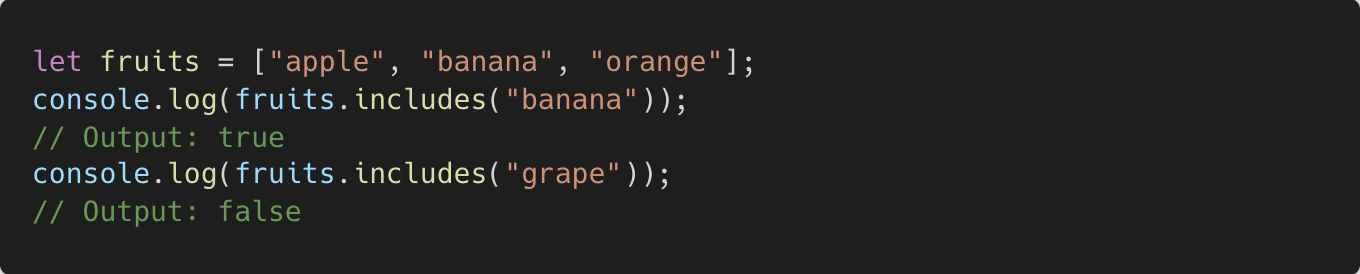 let fruits = ["apple", "banana", "orange"];
console.log(fruits.includes("banana"));
// Output: true
console.log(fruits.includes("grape"));
// Output: false